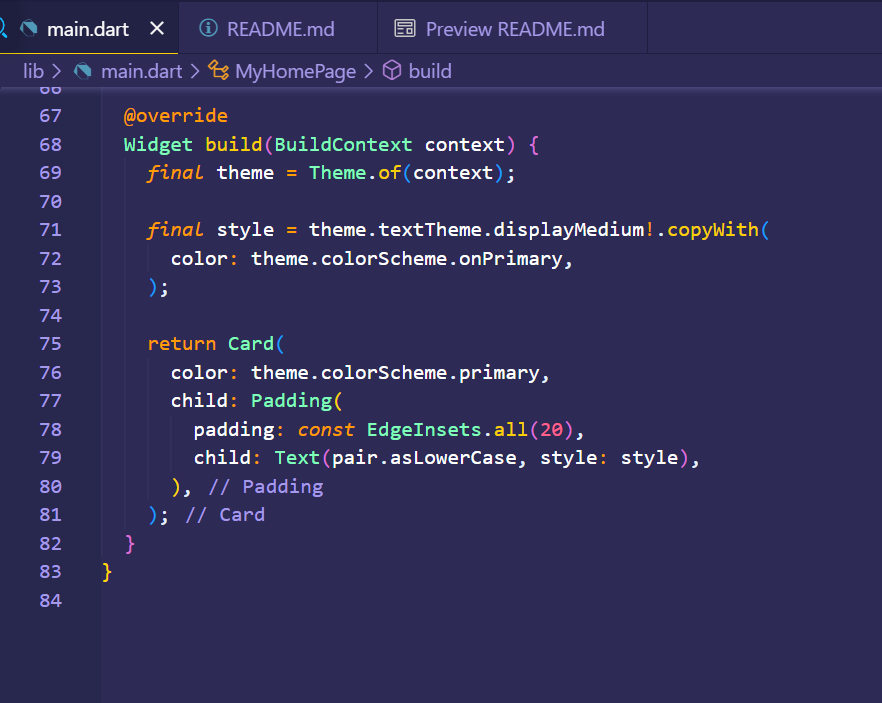 main.dart README.md Preview README.md
lib > main.dart > MyHomePage > build
66
67 @override
68 Widget build(BuildContext context) {
69 final theme = Theme.of(context);
70
71 final style = theme.textTheme.displayMedium!.copyWith(
72 color: theme.colorScheme.onPrimary,
73 );
74
75 return Card(
76 color: theme.colorScheme.primary,
77 child: Padding(
78 padding: const EdgeInsets.all(20),
79 child: Text(pair.asLowerCase, style: style),
80 ), // Padding
81 ); // Card
82 }
83 }
84